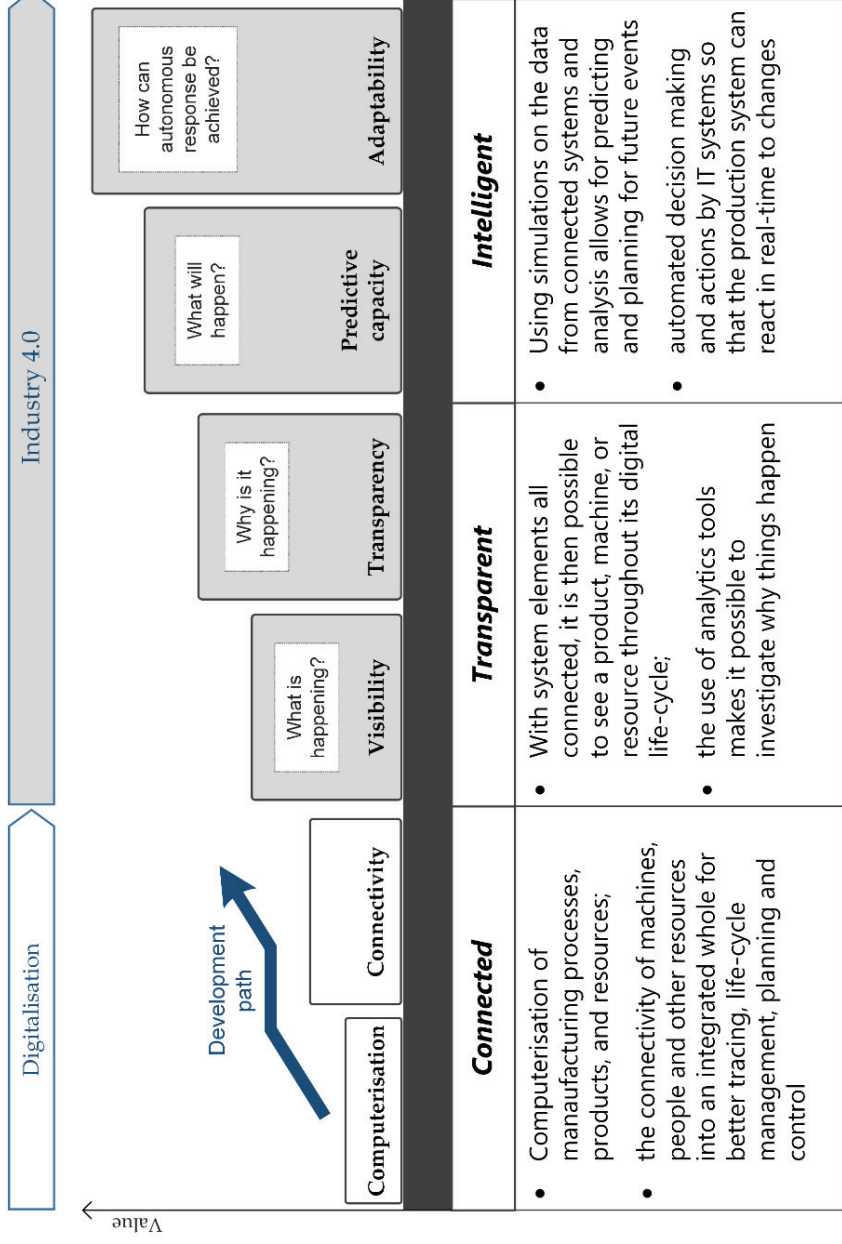 Digitalisation
Industry 4.0
Value
Development
path
Computerisation
Connectivity
What is
happening?
Visibility
Why is it
happening?
Transparency
What will
happen?
Predictive
capacity
How can
autonomous
response be
achieved?
Adaptability
Connected
Transparent
Intelligent
• Computerisation of
manaufacturing processes,
products, and resources;
• the connectivity of machines,
people and other resources
into an integrated whole for
better tracing, life-cycle
management, planning and
control
• With system elements all
connected, it is then possible
to see a product, machine, or
resource throughout its digital
life-cycle;
• the use of analytics tools
makes it possible to
investigate why things happen
• Using simulations on the data
from connected systems and
analysis allows for predicting
and planning for future events
• automated decision making
and actions by IT systems so
that the production system can
react in real-time to changes